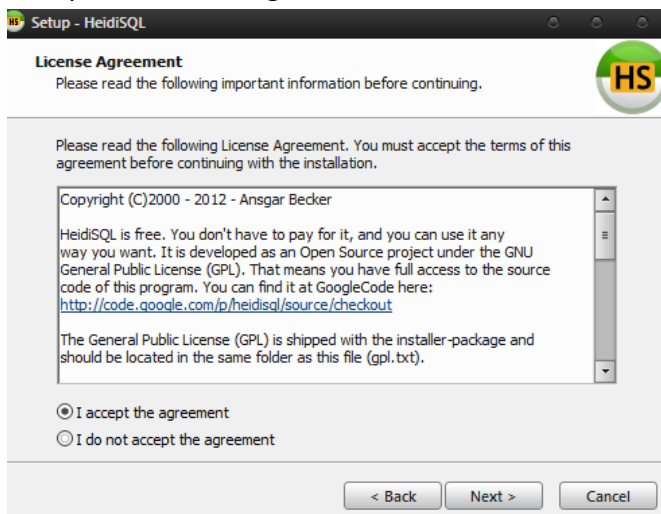 Setup - HeidiSQL
License Agreement
Please read the following important information before continuing.
HS
Please read the following License Agreement. You must accept the terms of this
agreement before continuing with the installation.
Copyright (C)2000 - 2012 - Ansgar Becker
HeidiSQL is free. You don't have to pay for it, and you can use it any
way you want. It is developed as an Open Source project under the GNU
General Public License (GPL). That means you have full access to the source
code of this program. You can find it at GoogleCode here:
http://code.google.com/p/heidisql/source/checkout
The General Public License (GPL) is shipped with the installer-package and
should be located in the same folder as this file (gpl.txt).
I accept the agreement
I do not accept the agreement
< Back Next > Cancel